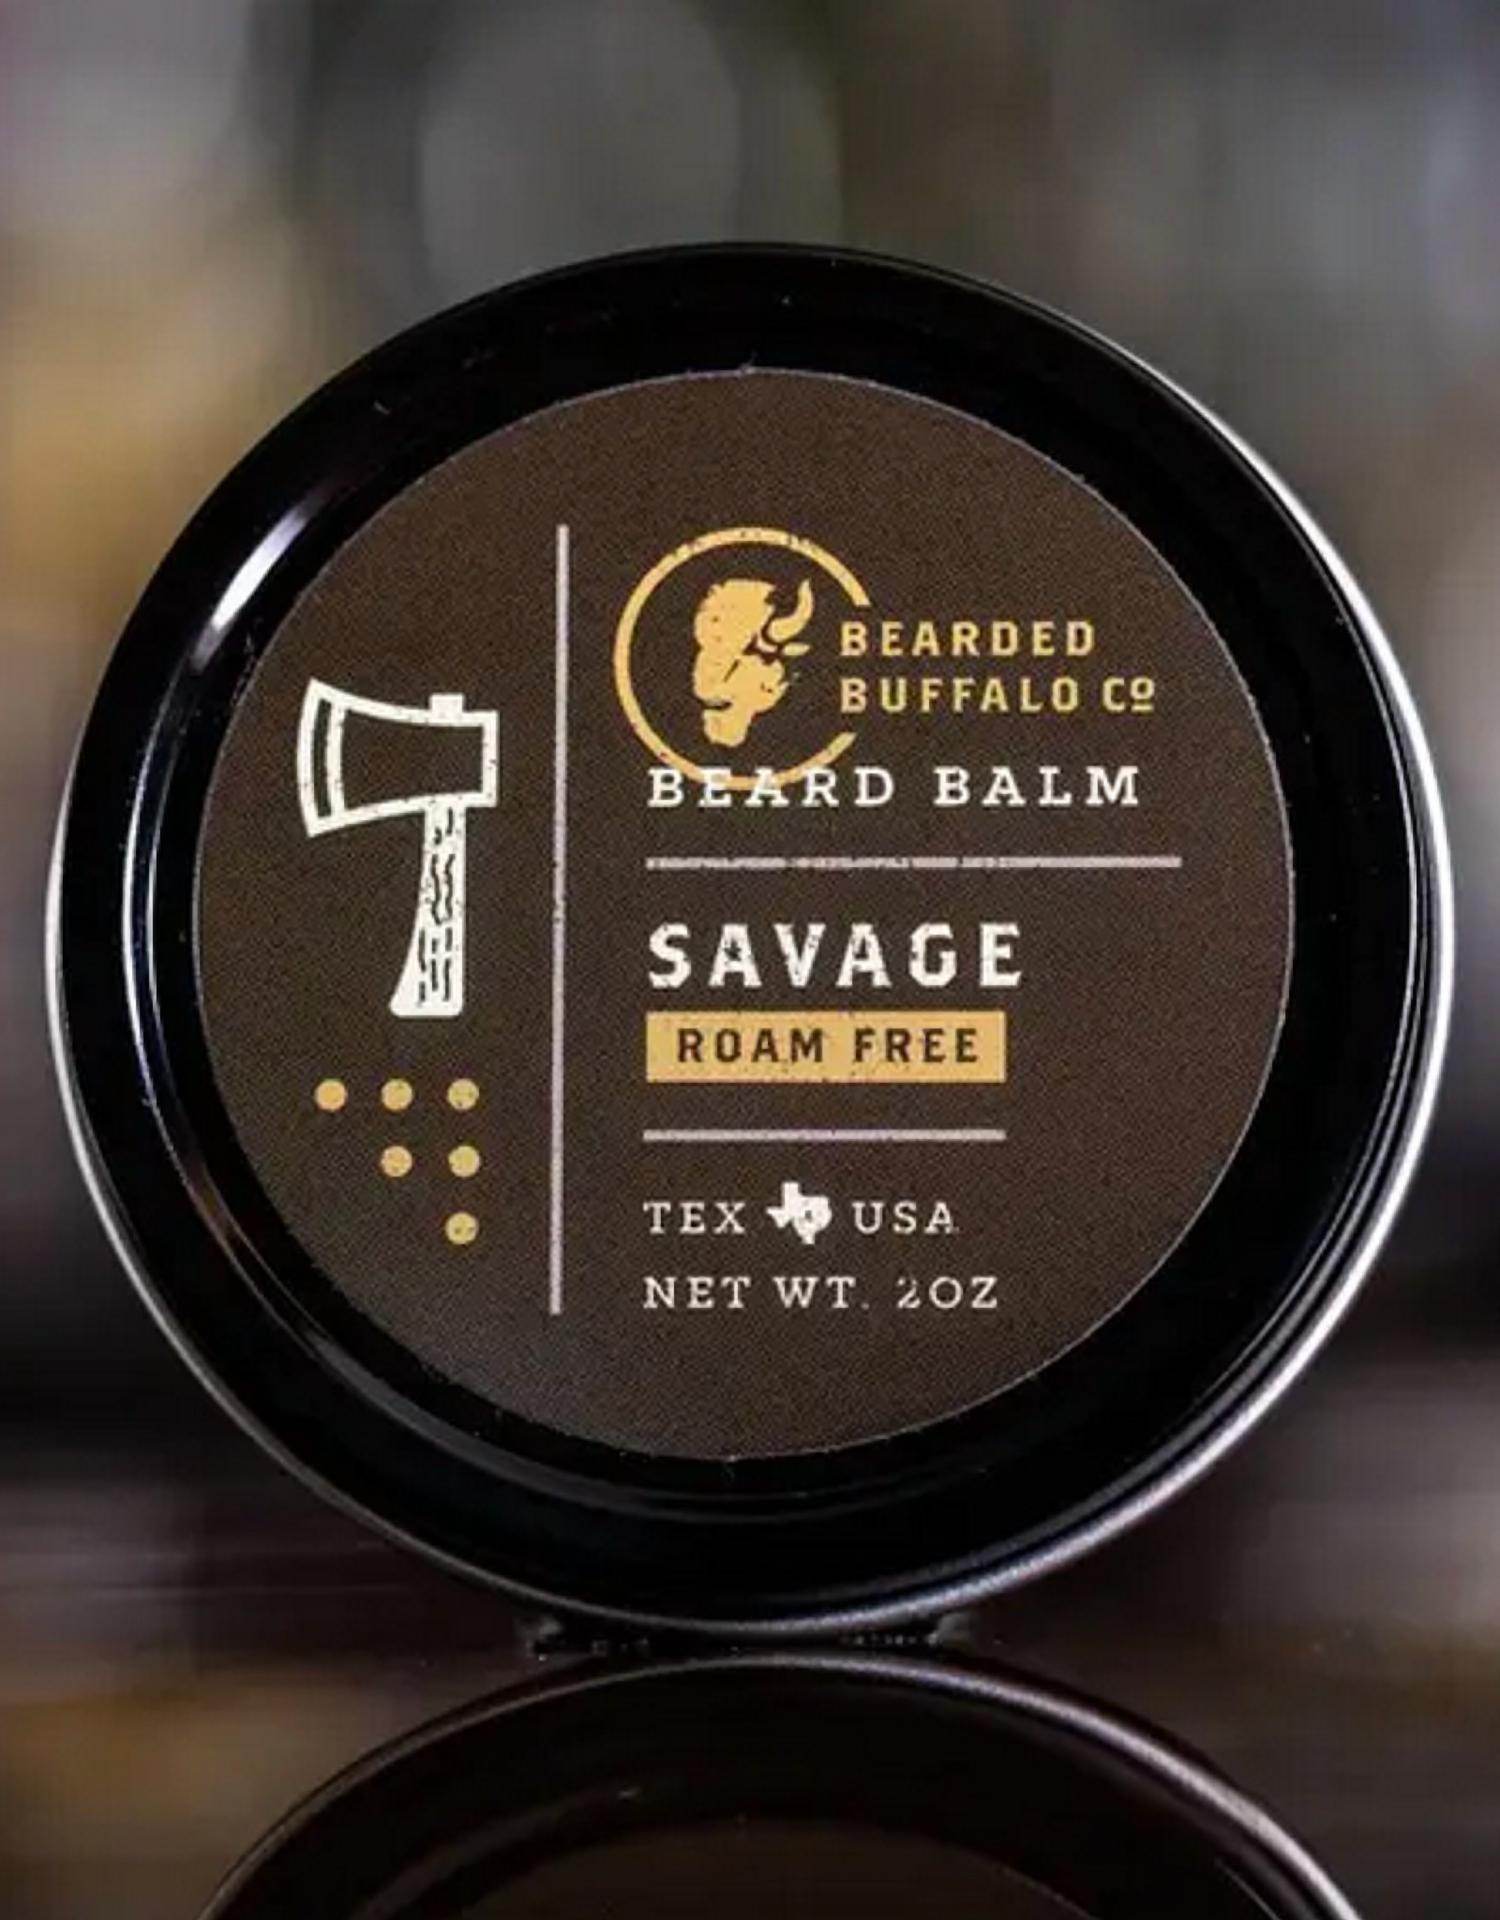 BEARDED
BUFFALO Co
BEARD BALM
SAVAGE
ROAM FREE
TEX USA
NET WT. 2OZ